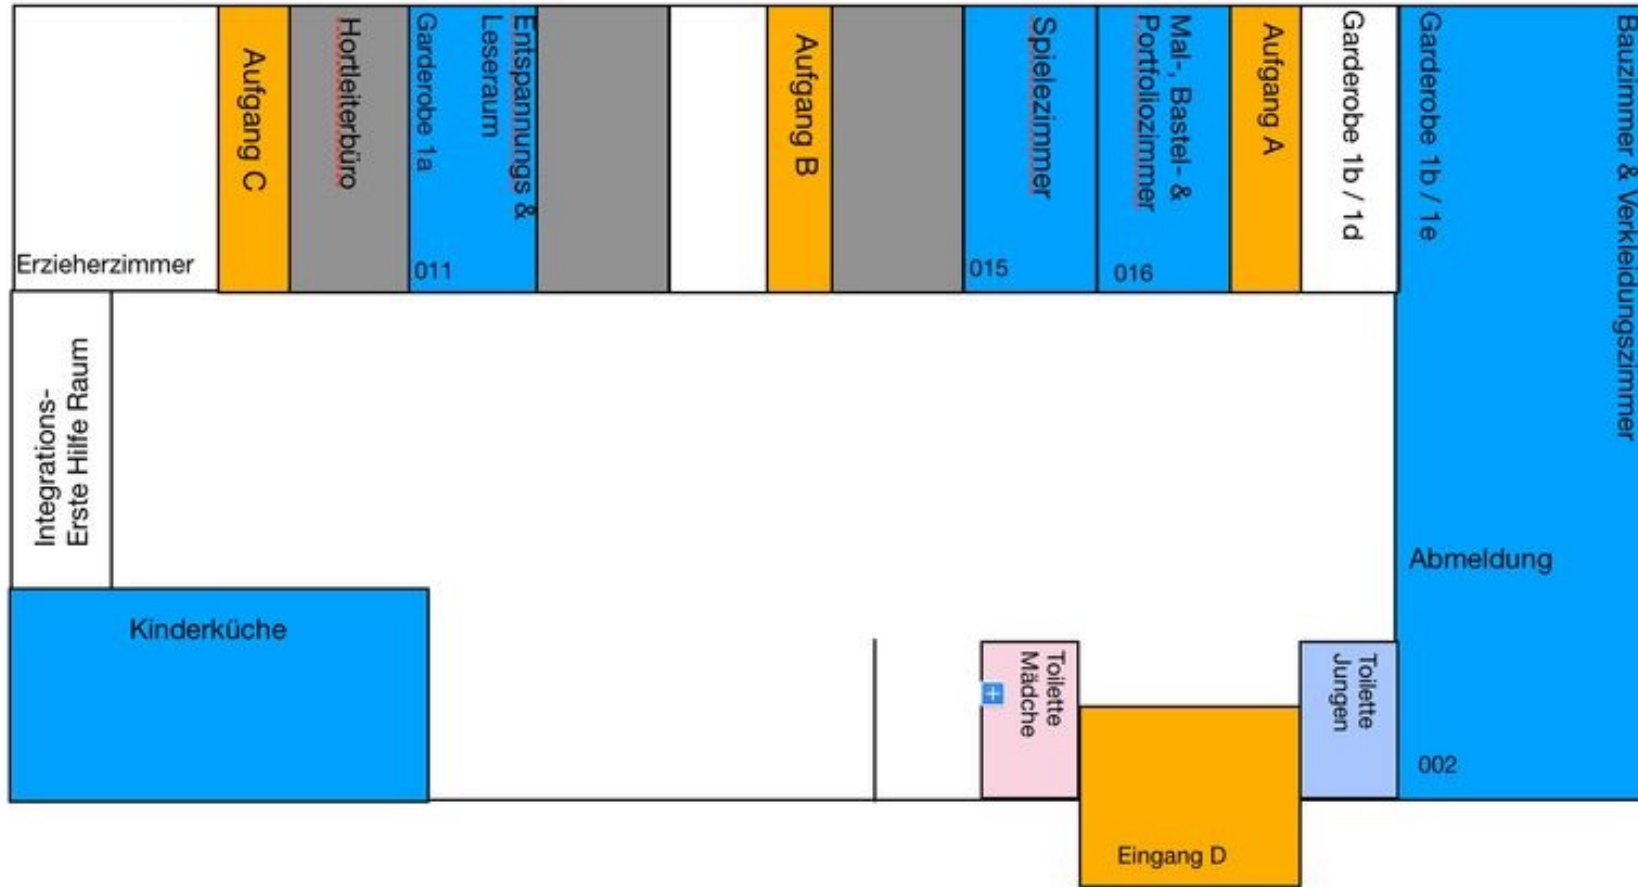 Erzieherzimmer
Aufgang C
Hortleiterbüro
Entspannungs &
Leseraum
Garderobe 1a
011
Aufgang B
Spielezimmer
015
Mal-, Bastel- &
Portfoliozimmer
016
Aufgang A
Garderobe 1b / 1d
Bauzimmer & Verkleidungszimmer
Garderobe 1b / 1e
Abmeldung
002
Integrations-
Erste Hilfe Raum
Kinderküche
Toilette
Mädche
Toilette
Jungen
Eingang D